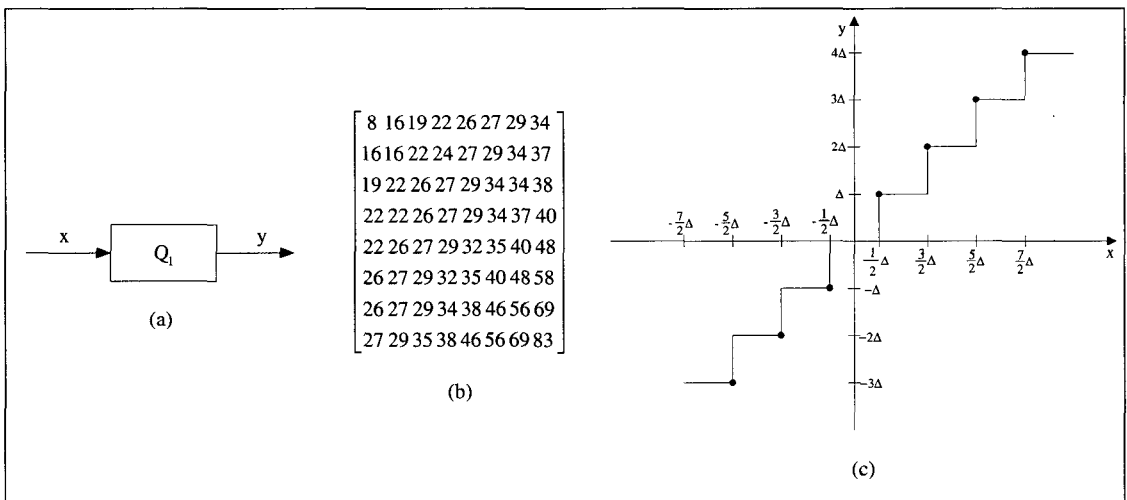 x
Q₁
y
(a)
8 16 19 22 26 27 29 34
16 16 22 24 27 29 34 37
19 22 26 27 29 34 34 38
22 22 26 27 29 34 37 40
22 26 27 29 32 35 40 48
26 27 29 32 35 40 48 58
26 27 29 34 38 46 56 69
27 29 35 38 46 56 69 83
(b)
y
4Δ
3Δ
2Δ
Δ
-7/2Δ -5/2Δ -3/2Δ -1/2Δ
1/2Δ 3/2Δ 5/2Δ 7/2Δ
x
-Δ
-2Δ
-3Δ
(c)